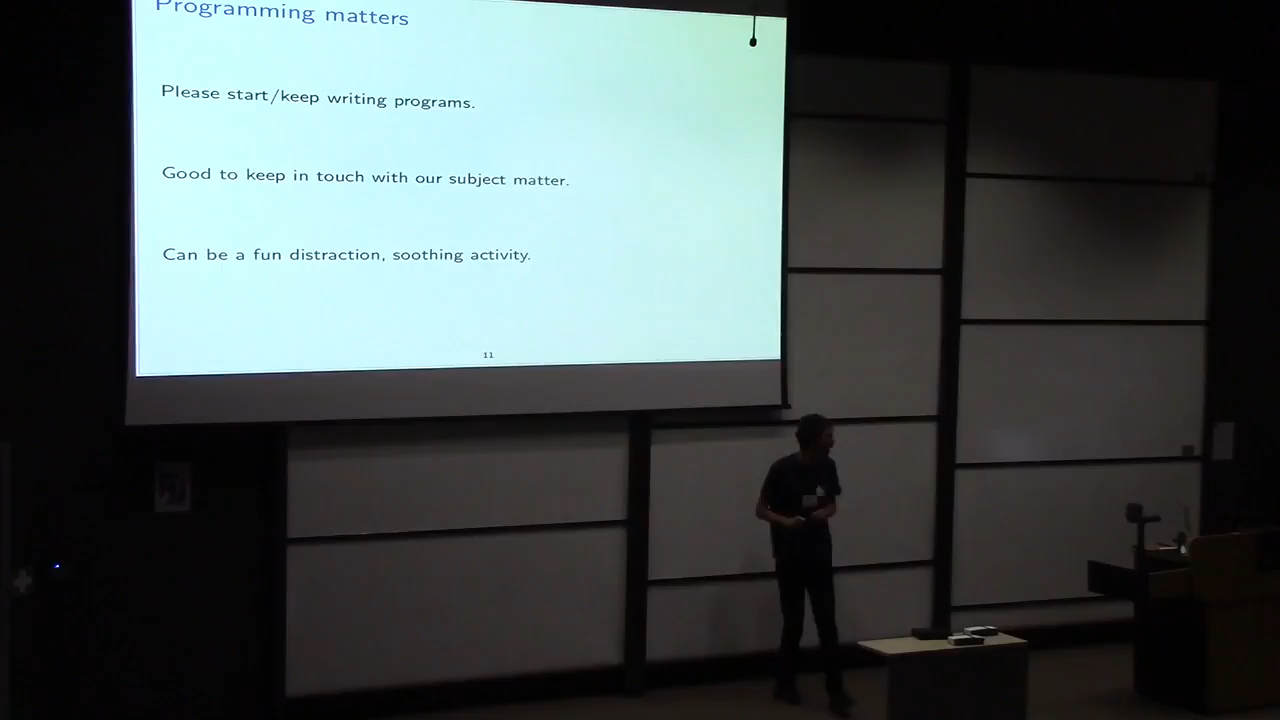 Programming matters
Please start/keep writing programs.
Good to keep in touch with our subject matter.
Can be a fun distraction, soothing activity.
11